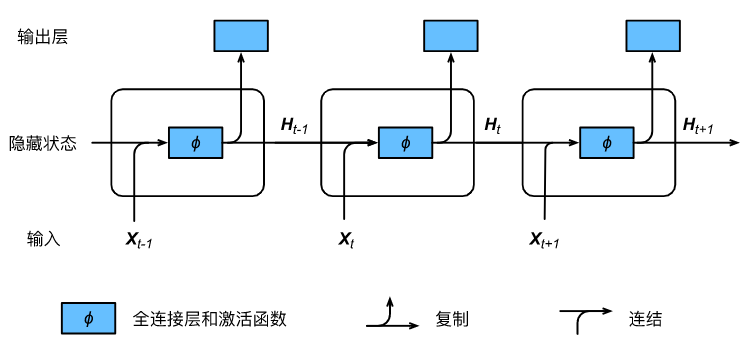 输出层
隐藏状态
ϕ
H_{t-1}
ϕ
H_t
ϕ
H_{t+1}
输入
X_{t-1}
X_t
X_{t+1}
ϕ
全连接层和激活函数
复制
连结